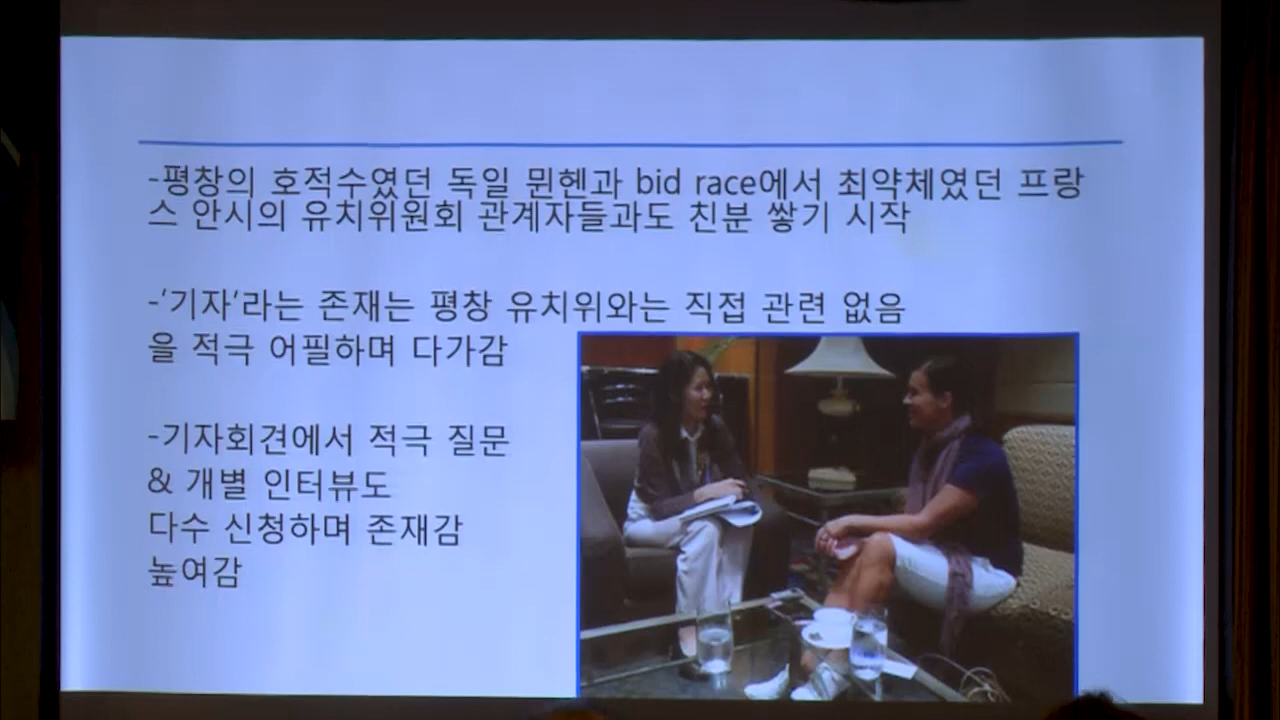 -평창의 호적수였던 독일 뮌헨과 bid race에서 최약체였던 프랑
스 안시의 유치위원회 관계자들과도 친분 쌓기 시작
-'기자'라는 존재는 평창 유치위와는 직접 관련 없음
을 적극 어필하며 다가감
-기자회견에서 적극 질문
& 개별 인터뷰도
다수 신청하며 존재감
높여감